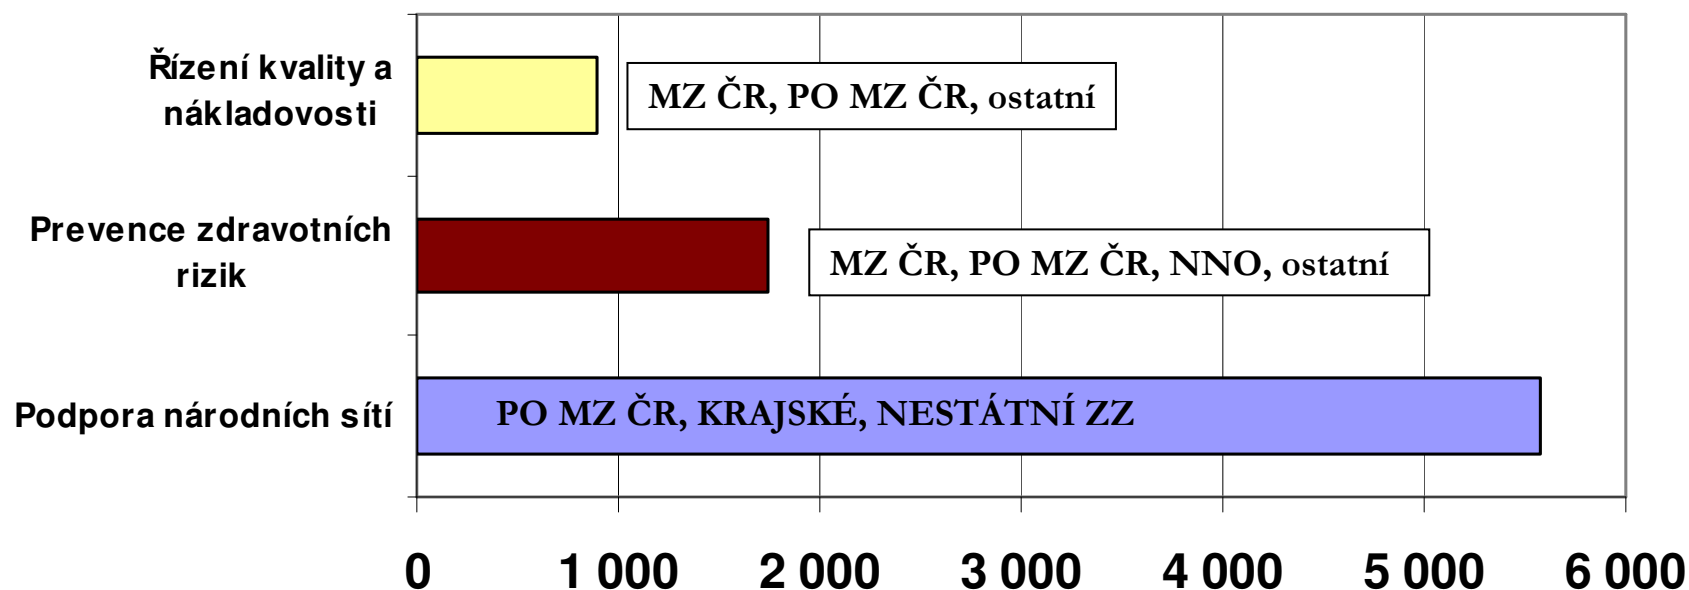 Řízení kvality a
nákladovosti
MZ ČR, PO MZ ČR, ostatní
Prevence zdravotních
rizik
MZ ČR, PO MZ ČR, NNO, ostatní
Podpora národních sítí
PO MZ ČR, KRAJSKÉ, NESTÁTNÍ ZZ
0 1 000 2 000 3 000 4 000 5 000 6 000